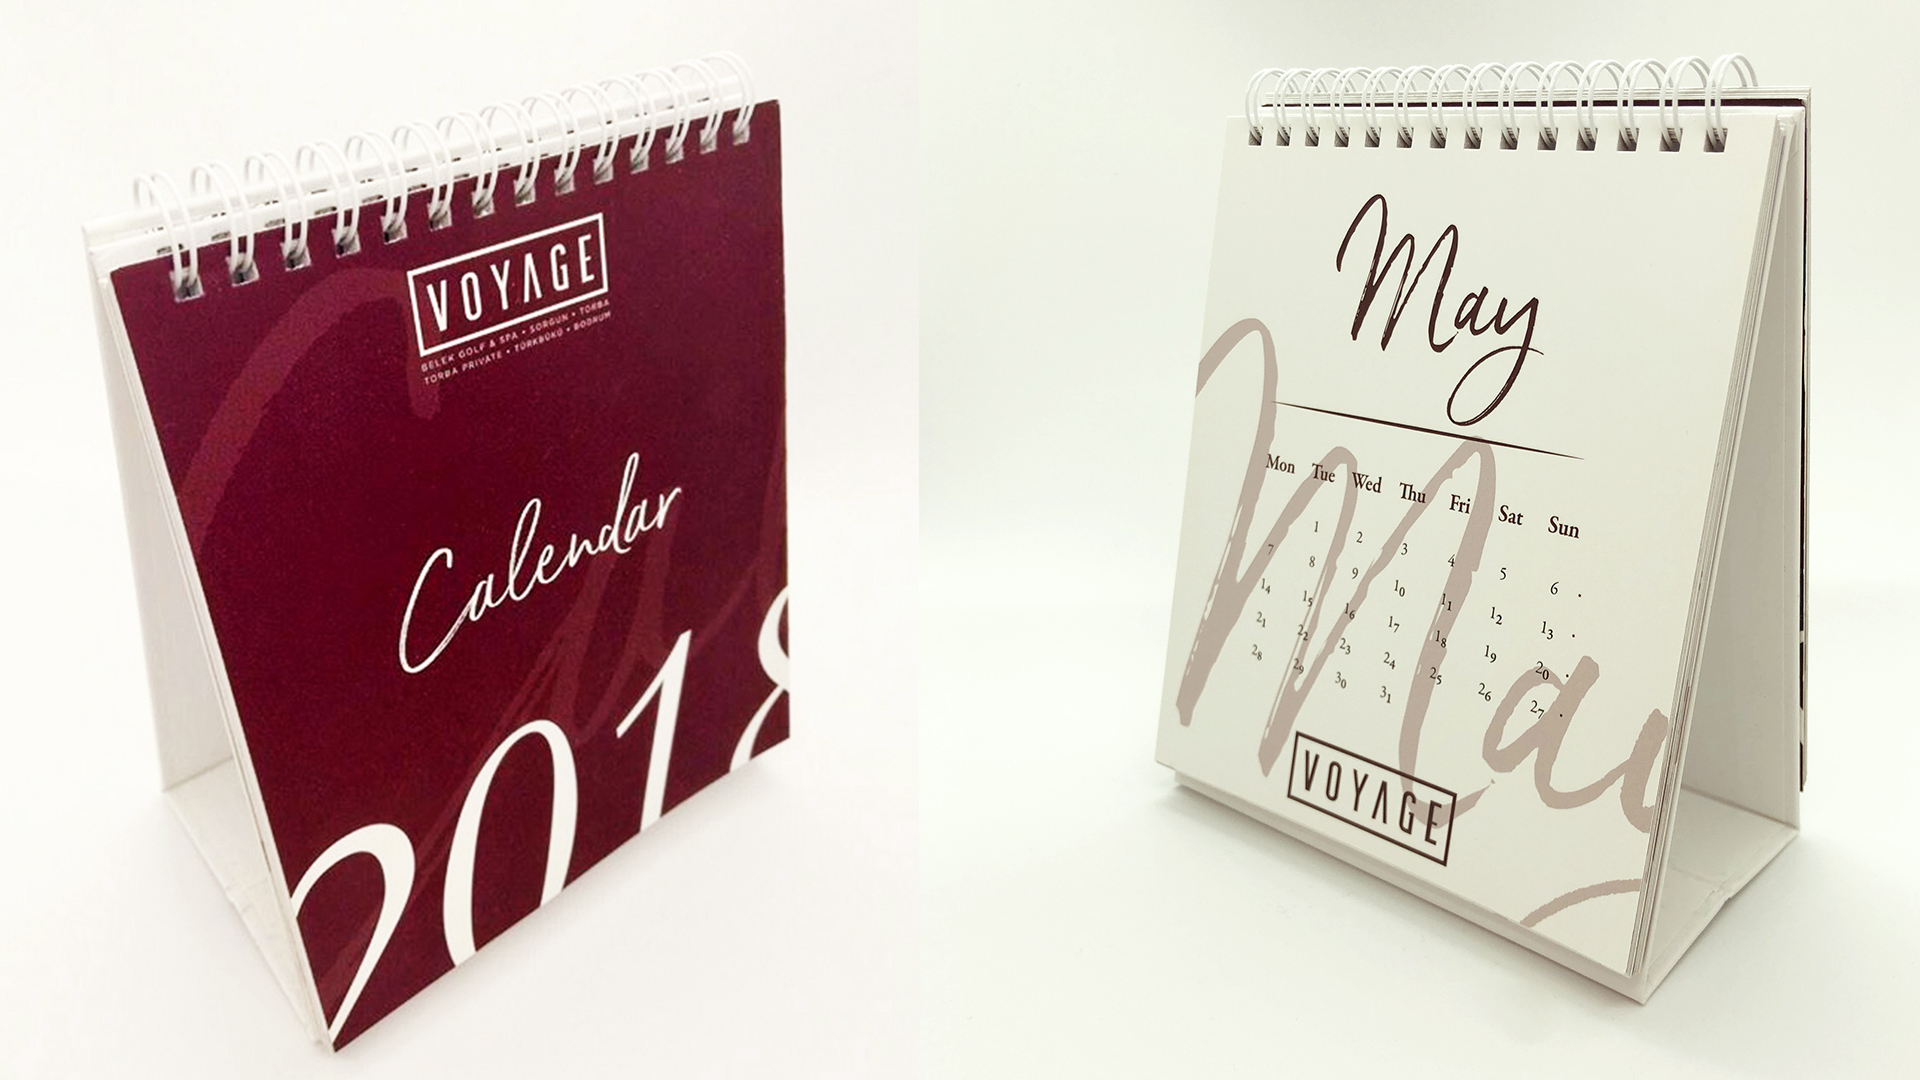 VOYAGE
BELEK GOLF & SPA • SORGUN • TORBA
TORBA PRIVATE • TÜRKBÜKÜ • BODRUM
Calendar
2018
May
Mon Tue Wed Thu Fri Sat Sun
1 2 3 4 5 6 .
7 8 9 10 11 12 13 .
14 15 16 17 18 19 20 .
21 22 23 24 25 26 27 .
28 29 30 31
May
VOYAGE